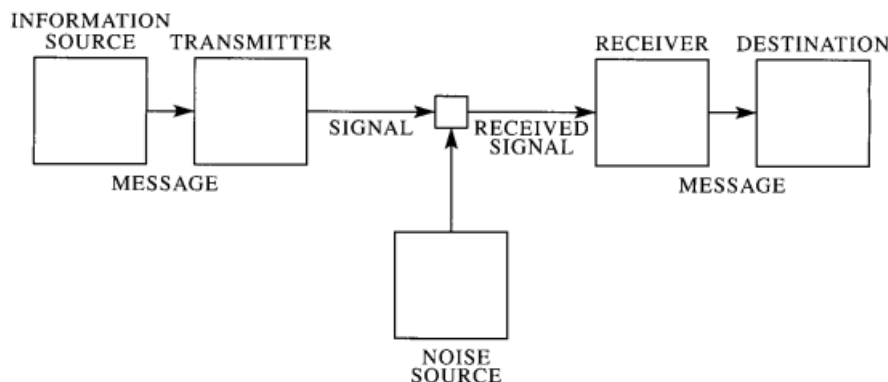 INFORMATION
SOURCE
TRANSMITTER
RECEIVER
DESTINATION
SIGNAL
RECEIVED
SIGNAL
MESSAGE
MESSAGE
NOISE
SOURCE